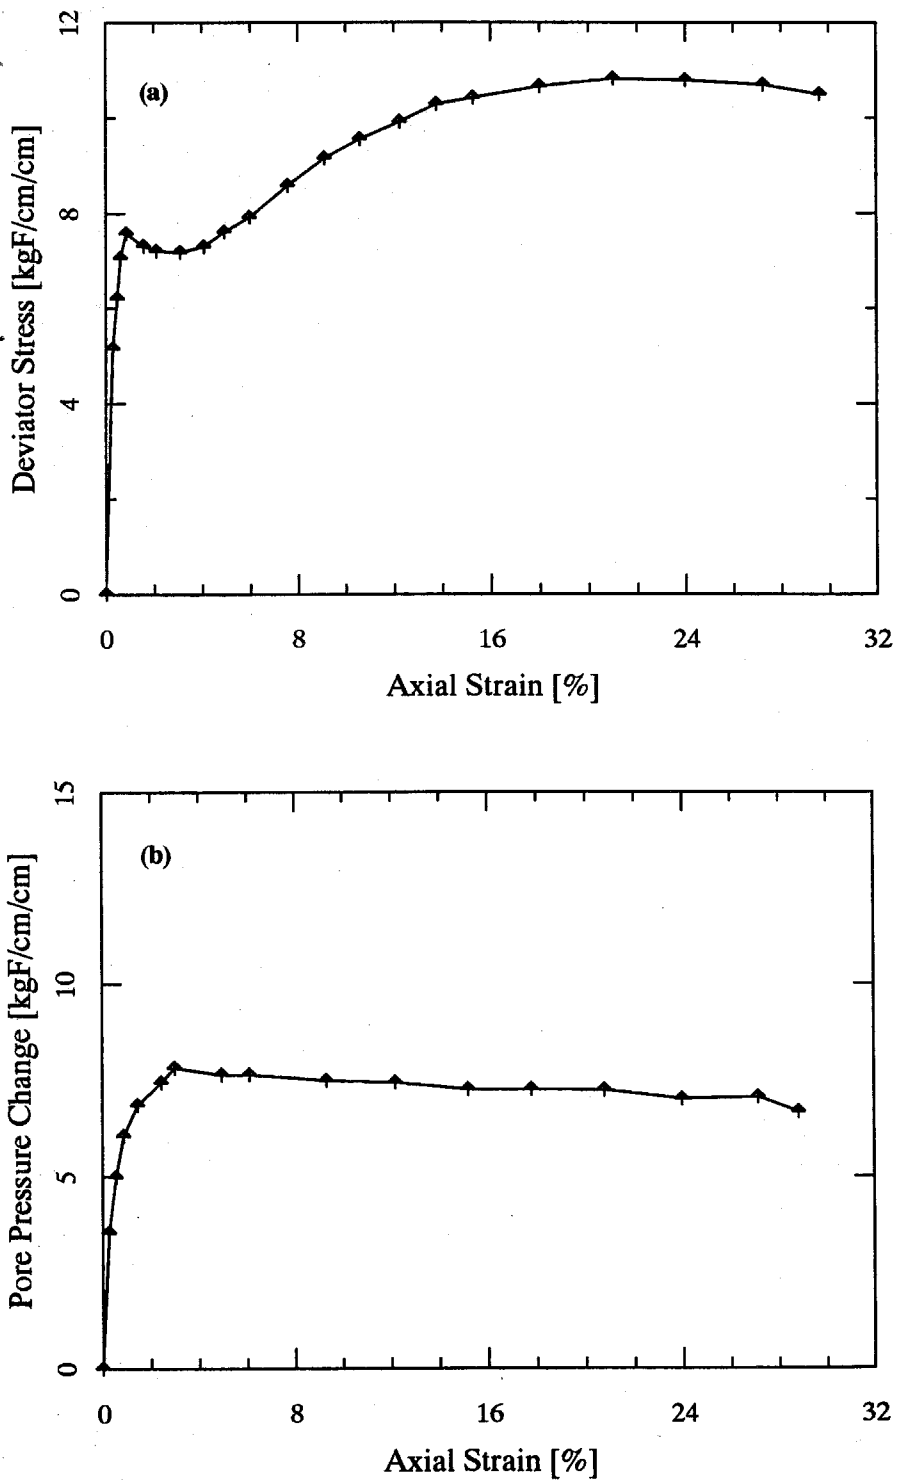 12
(a)
8
4
0
Deviator Stress [kgF/cm/cm]
0 8 16 24 32
Axial Strain [%]
15
(b)
10
5
0
Pore Pressure Change [kgF/cm/cm]
0 8 16 24 32
Axial Strain [%]